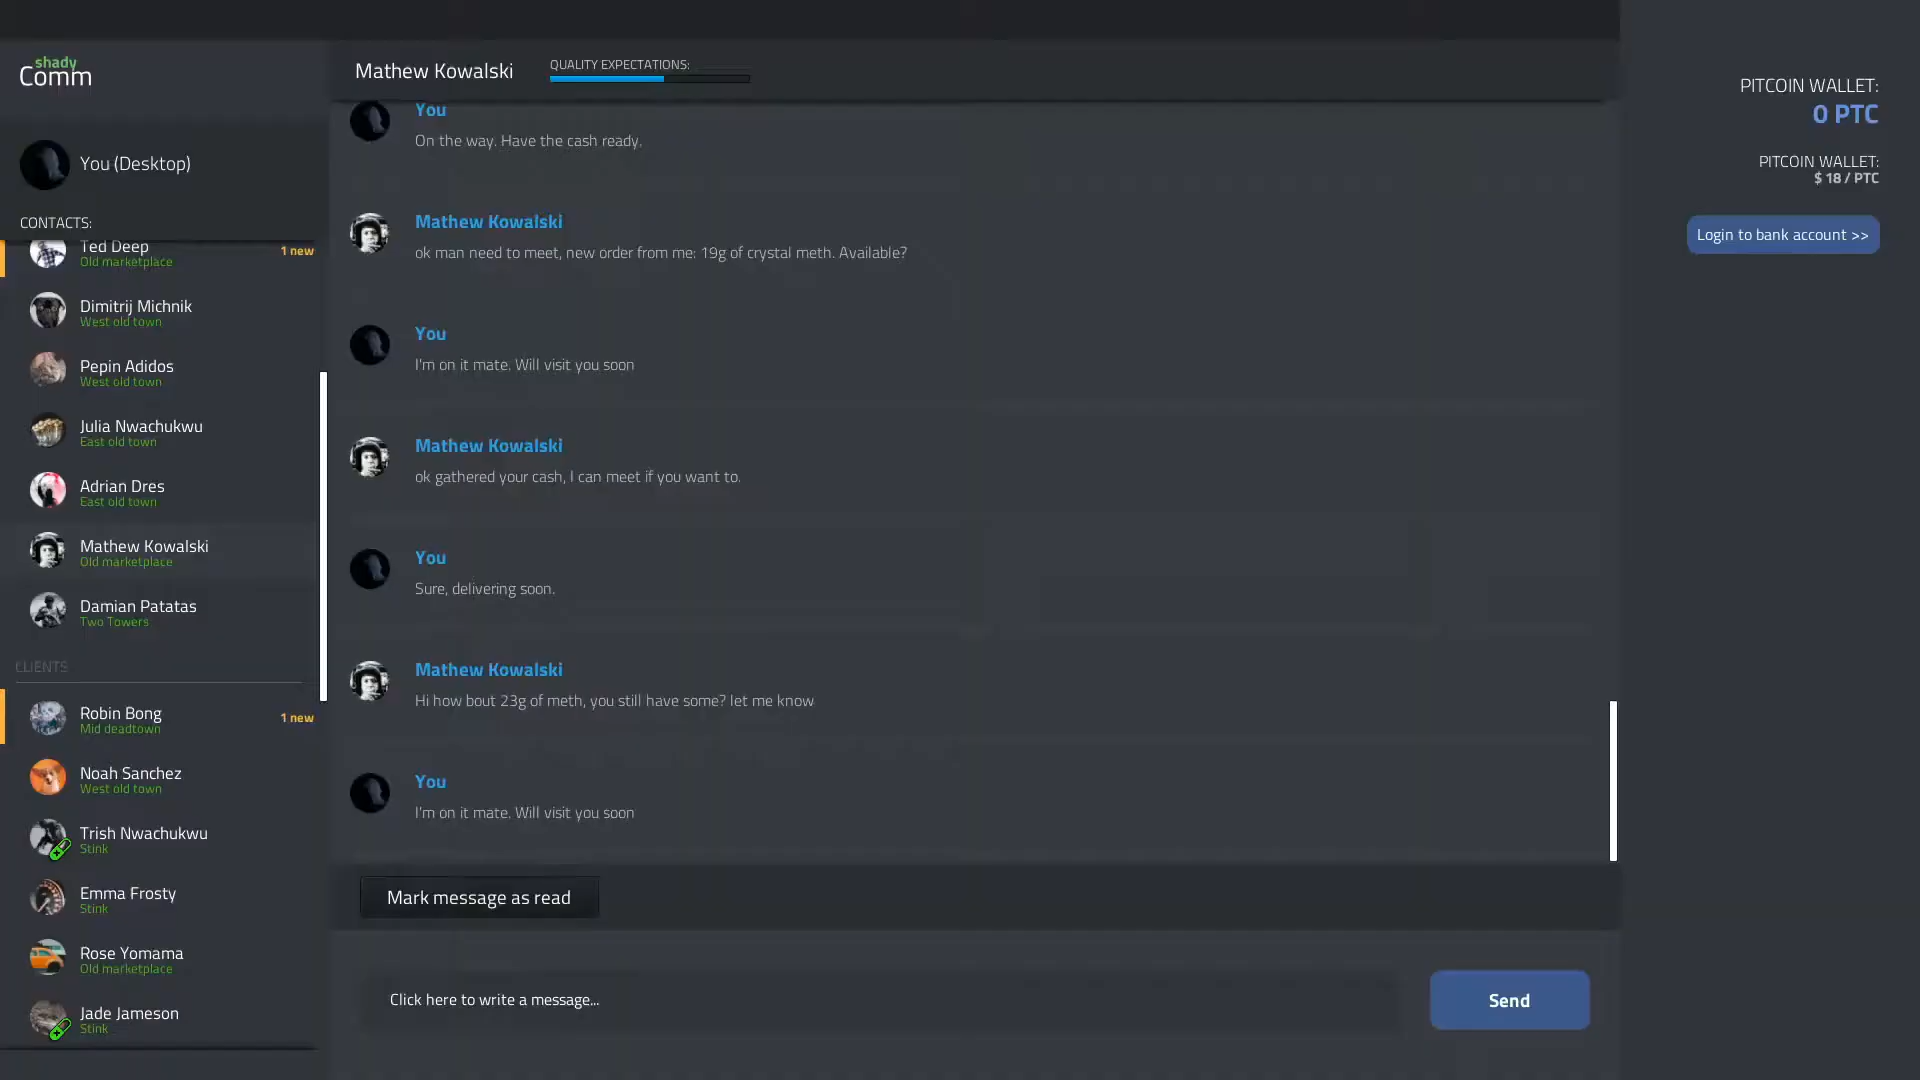 shady
Comm
You (Desktop)
CONTACTS:
Ted Deep
Old marketplace
1 new
Dimitrij Michnik
West old town
Pepin Adidos
West old town
Julia Nwachukwu
East old town
Adrian Dres
East old town
Mathew Kowalski
Old marketplace
Damian Patatas
Two Towers
CLIENTS
Robin Bong
Mid deadtown
1 new
Noah Sanchez
West old town
Trish Nwachukwu
Stink
Emma Frosty
Stink
Rose Yomama
Old marketplace
Jade Jameson
Stink
Mathew Kowalski
QUALITY EXPECTATIONS:
You
On the way. Have the cash ready.
Mathew Kowalski
ok man need to meet, new order from me: 19g of crystal meth. Available?
You
I'm on it mate. Will visit you soon
Mathew Kowalski
ok gathered your cash, I can meet if you want to.
You
Sure, delivering soon.
Mathew Kowalski
Hi how bout 23g of meth, you still have some? let me know
You
I'm on it mate. Will visit you soon
Mark message as read
Click here to write a message...
Send
PITCOIN WALLET:
0 PTC
PITCOIN WALLET:
$ 18 / PTC
Login to bank account >>